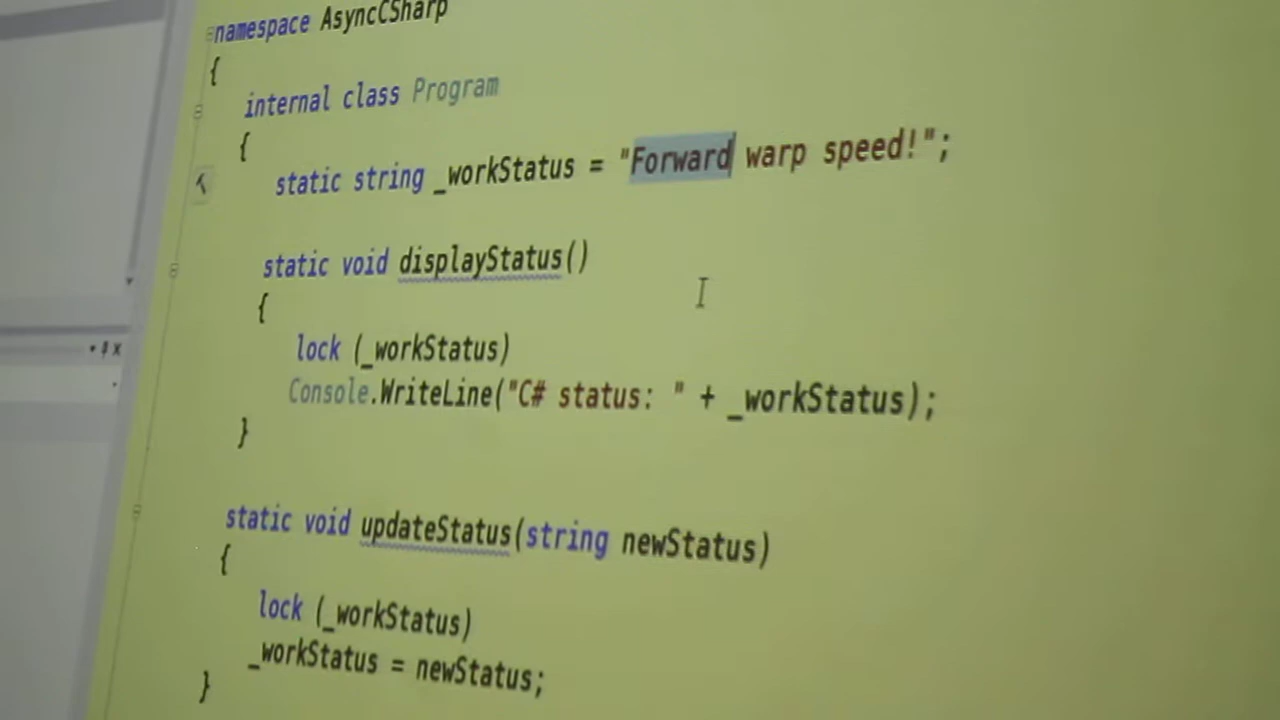 namespace AsyncCSharp
{
internal class Program
{
static string _workStatus = "Forward warp speed!";
static void displayStatus()
{
lock (_workStatus)
Console.WriteLine("C# status: " + _workStatus);
}
static void updateStatus(string newStatus)
{
lock (_workStatus)
_workStatus = newStatus;
}